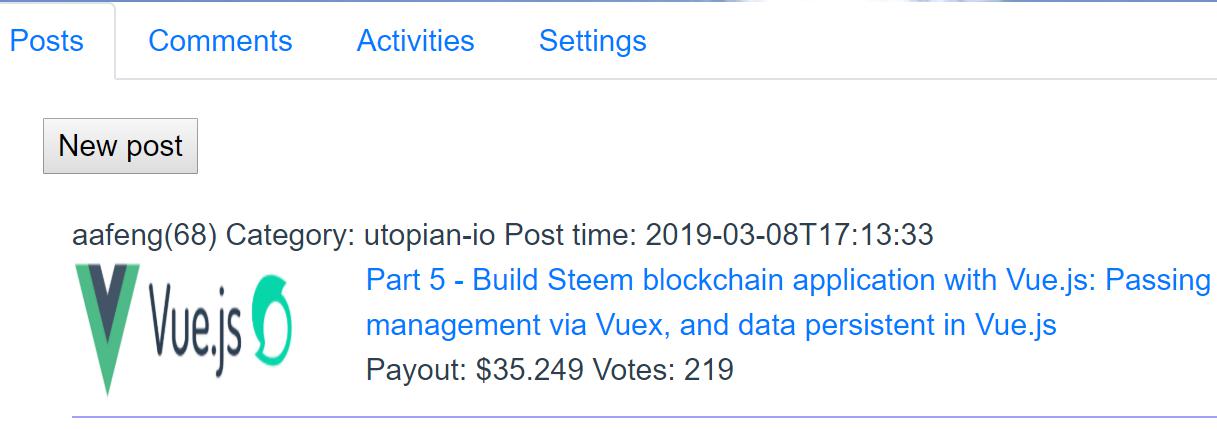 Posts Comments Activities Settings
New post
aafeng(68) Category: utopian-io Post time: 2019-03-08T17:13:33
Vue.js
Part 5 - Build Steem blockchain application with Vue.js: Passing
management via Vuex, and data persistent in Vue.js
Payout: $35.249 Votes: 219